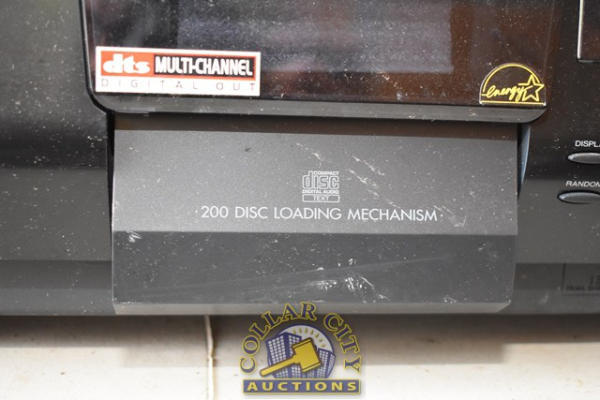 dts MULTI-CHANNEL
DIGITAL OUT
energy
DISPLA
RANDOM
COMPACT
disc
DIGITAL AUDIO
TEXT
200 DISC LOADING MECHANISM
COLLAR CITY
AUCTIONS